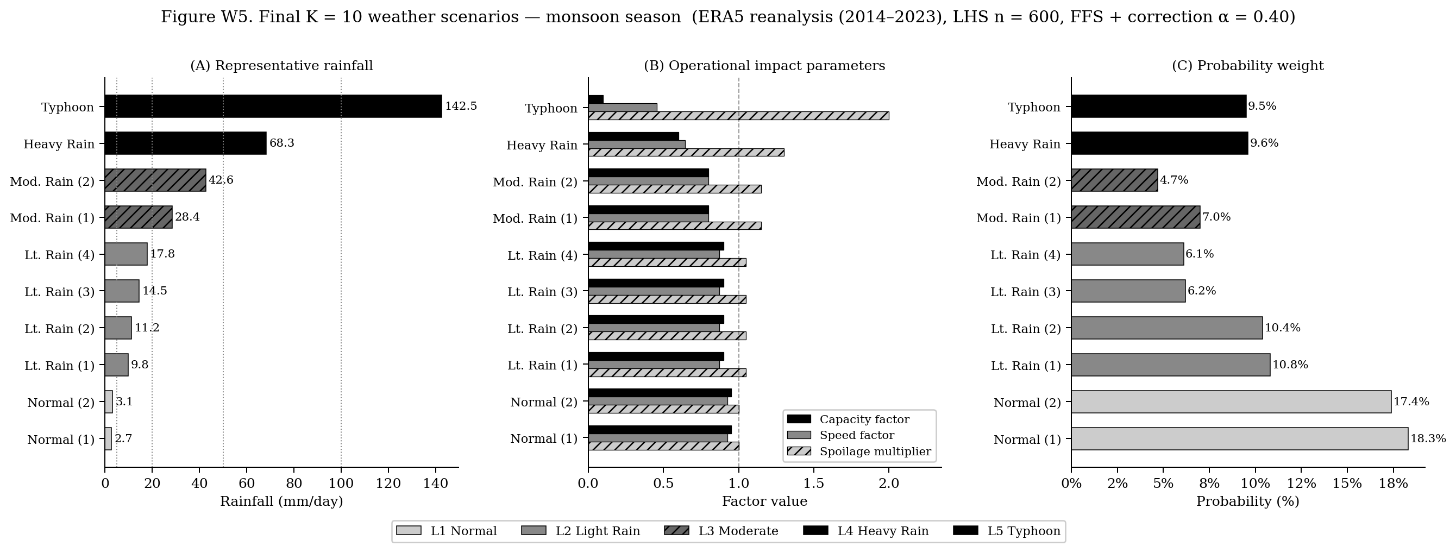 Figure W5. Final K = 10 weather scenarios — monsoon season  (ERA5 reanalysis (2014–2023), LHS n = 600, FFS + correction α = 0.40)
(A) Representative rainfall
Typhoon
Heavy Rain
Mod. Rain (2)
Mod. Rain (1)
Lt. Rain (4)
Lt. Rain (3)
Lt. Rain (2)
Lt. Rain (1)
Normal (2)
Normal (1)
142.5
68.3
42.6
28.4
17.8
14.5
11.2
9.8
3.1
2.7
0 20 40 60 80 100 120 140
Rainfall (mm/day)
(B) Operational impact parameters
Typhoon
Heavy Rain
Mod. Rain (2)
Mod. Rain (1)
Lt. Rain (4)
Lt. Rain (3)
Lt. Rain (2)
Lt. Rain (1)
Normal (2)
Normal (1)
Capacity factor
Speed factor
Spoilage multiplier
0.0 0.5 1.0 1.5 2.0
Factor value
(C) Probability weight
Typhoon
Heavy Rain
Mod. Rain (2)
Mod. Rain (1)
Lt. Rain (4)
Lt. Rain (3)
Lt. Rain (2)
Lt. Rain (1)
Normal (2)
Normal (1)
9.5%
9.6%
4.7%
7.0%
6.1%
6.2%
10.4%
10.8%
17.4%
18.3%
0% 2% 5% 8% 10% 12% 15% 18%
Probability (%)
L1 Normal L2 Light Rain L3 Moderate L4 Heavy Rain L5 Typhoon